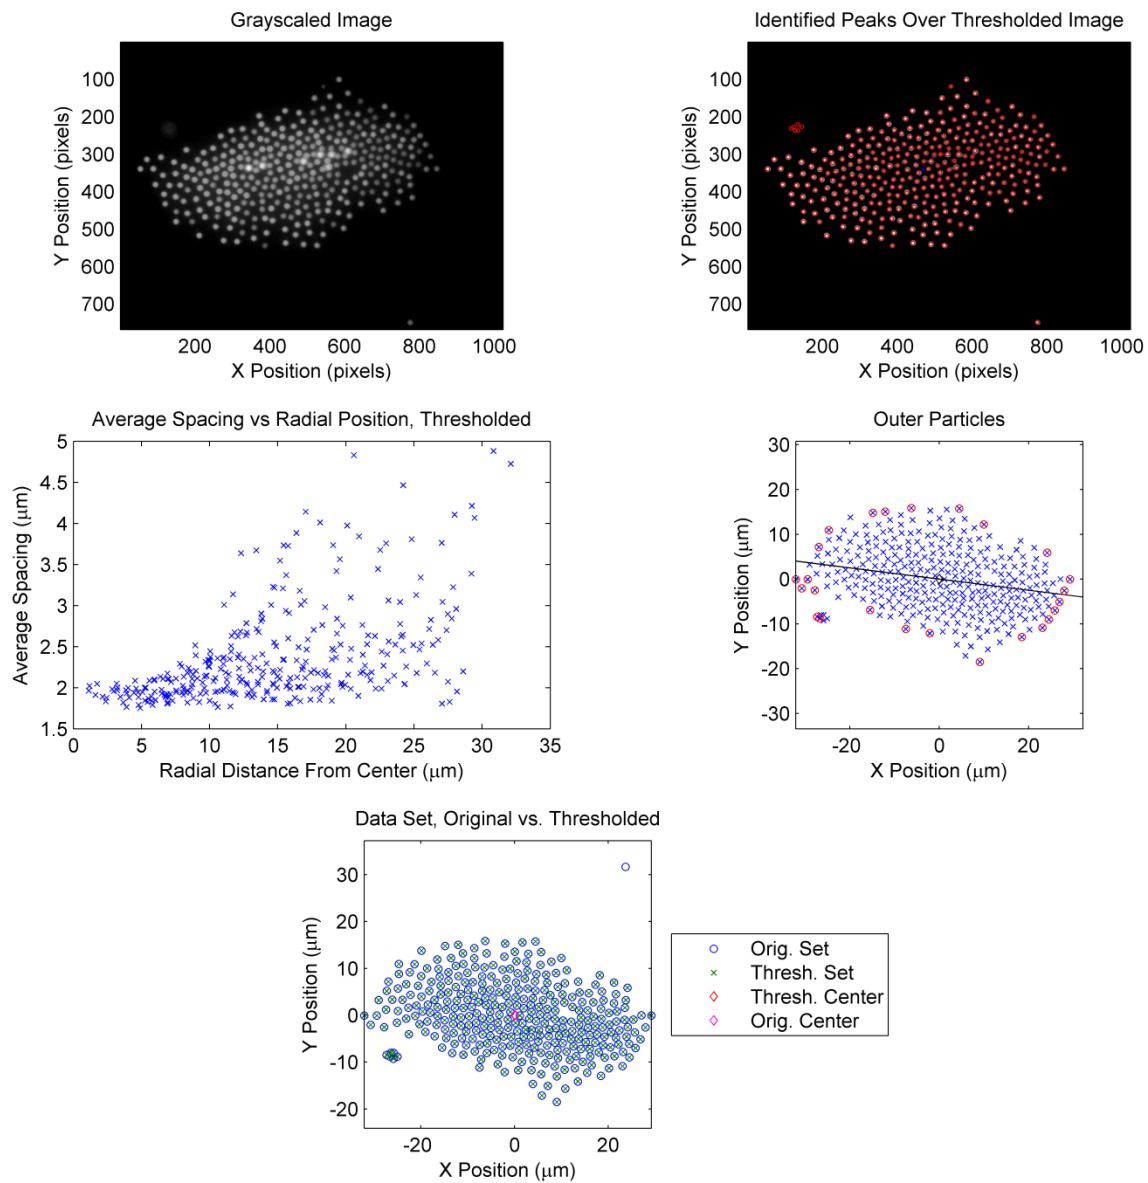 Grayscaled Image
100
200
300
400
500
600
700
Y Position (pixels)
200 400 600 800 1000
X Position (pixels)
Identified Peaks Over Thresholded Image
100
200
300
400
500
600
700
Y Position (pixels)
200 400 600 800 1000
X Position (pixels)
Average Spacing vs Radial Position, Thresholded
5
4.5
4
3.5
3
2.5
2
1.5
Average Spacing (μm)
0 5 10 15 20 25 30 35
Radial Distance From Center (μm)
Outer Particles
30
20
10
0
-10
-20
-30
Y Position (μm)
-20 0 20
X Position (μm)
Data Set, Original vs. Thresholded
30
20
10
0
-10
-20
Y Position (μm)
-20 0 20
X Position (μm)
Orig. Set
Thresh. Set
Thresh. Center
Orig. Center